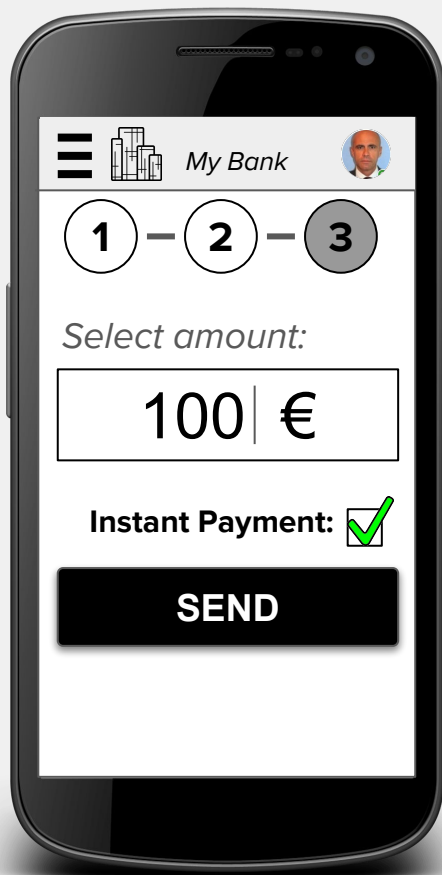 My Bank
1 - 2 - 3
Select amount:
100 €
Instant Payment:
SEND